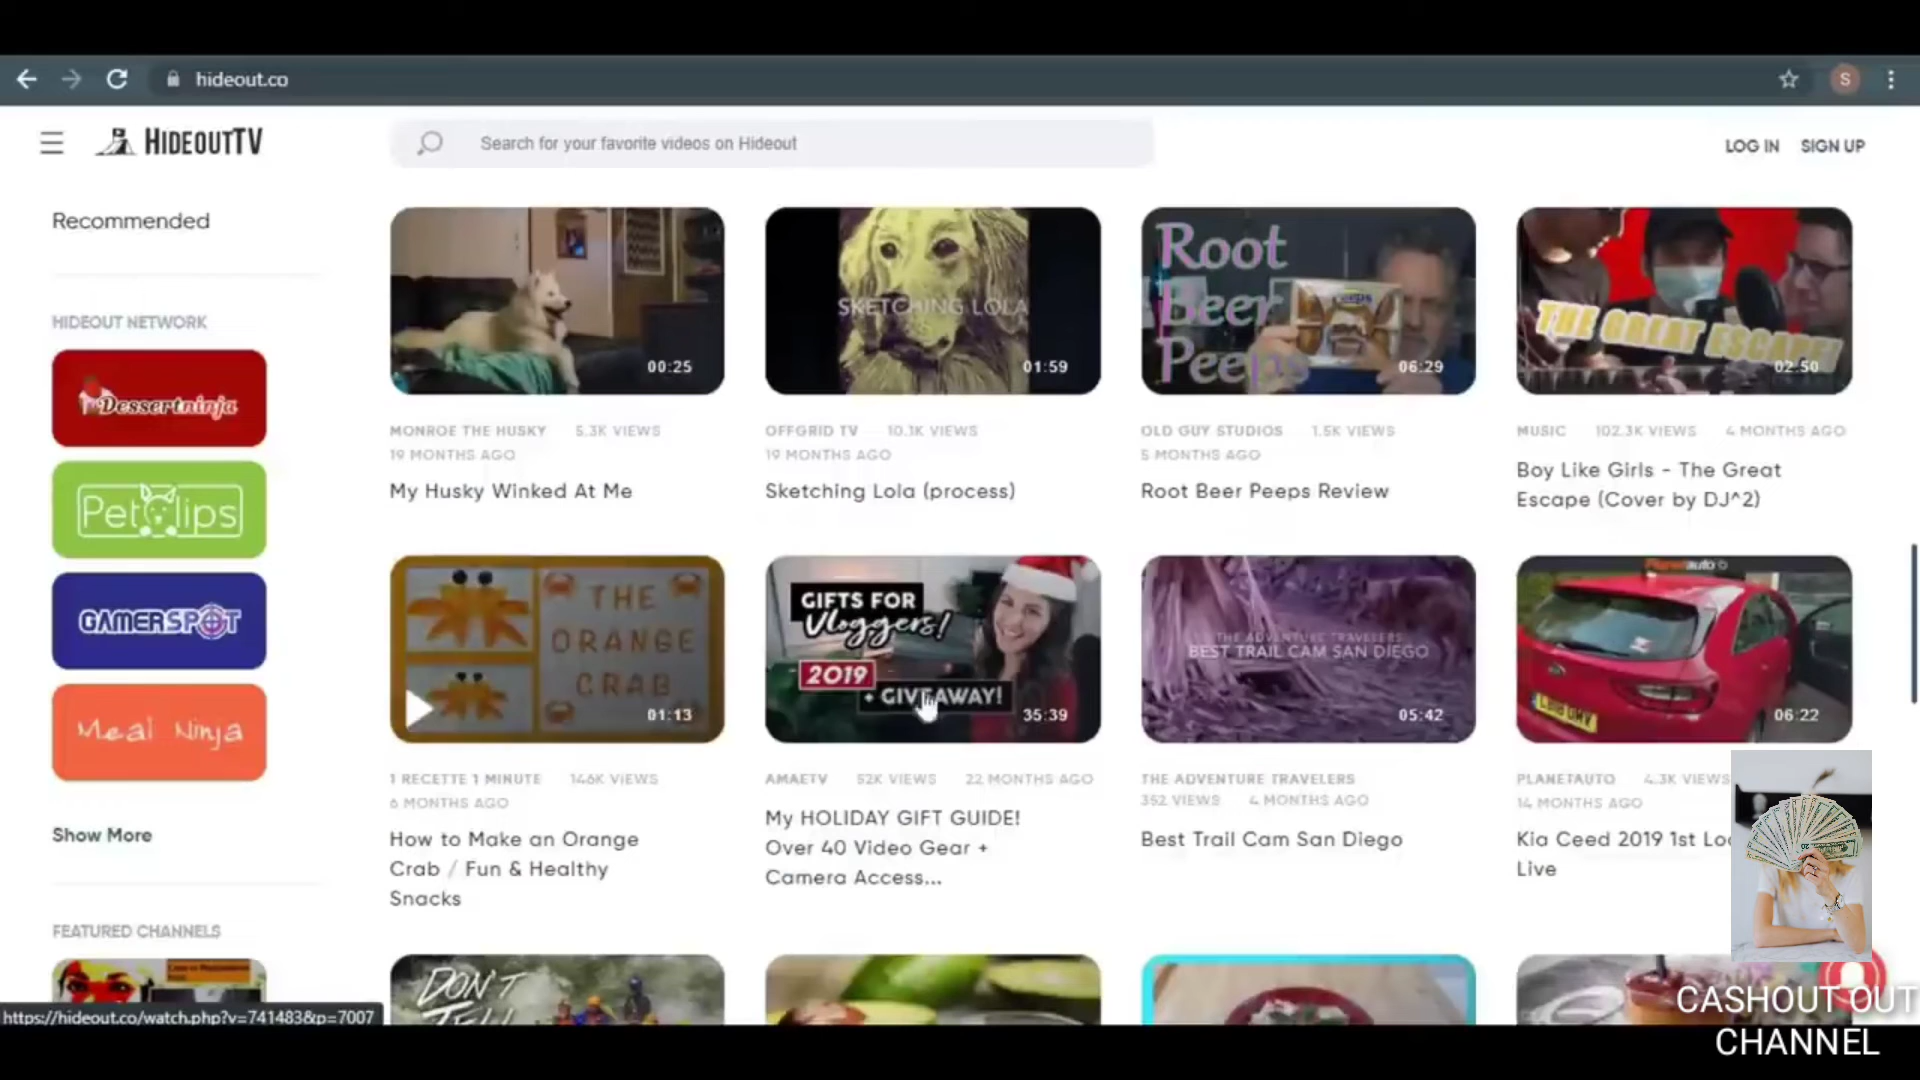 hideout.co
S
HIDEOUTTV
Search for your favorite videos on Hideout
LOG IN
SIGN UP
Recommended
HIDEOUT NETWORK
Dessertninja
PetClips
GAMERSPOT
Meal Ninja
Show More
FEATURED CHANNELS
00:25
MONROE THE HUSKY 5.3K VIEWS
19 MONTHS AGO
My Husky Winked At Me
SKETCHING LOLA
01:59
OFFGRID TV 10.1K VIEWS
19 MONTHS AGO
Sketching Lola (process)
Root
Beer
Peeps
06:29
OLD GUY STUDIOS 1.5K VIEWS
5 MONTHS AGO
Root Beer Peeps Review
THE GREAT ESCAPE!
02:50
MUSIC 102.3K VIEWS 4 MONTHS AGO
Boy Like Girls - The Great
Escape (Cover by DJ^2)
THE
ORANGE
CRAB
01:13
1 RECETTE 1 MINUTE 146K VIEWS
6 MONTHS AGO
How to Make an Orange
Crab / Fun & Healthy
Snacks
GIFTS FOR
Vloggers!
2019
+ GIVEAWAY!
35:39
AMAETV 52K VIEWS 22 MONTHS AGO
My HOLIDAY GIFT GUIDE!
Over 40 Video Gear +
Camera Access...
THE ADVENTURE TRAVELERS
BEST TRAIL CAM SAN DIEGO
05:42
THE ADVENTURE TRAVELERS
352 VIEWS 4 MONTHS AGO
Best Trail Cam San Diego
Planetauto
06:22
PLANETAUTO 4.3K VIEWS
14 MONTHS AGO
Kia Ceed 2019 1st Lo
Live
DON'T
https://hideout.co/watch.php?v=741483&p=7007
CASHOUT OUT
CHANNEL